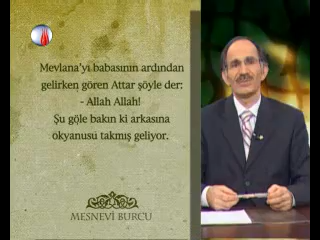 Mevlana'yı babasının ardından
gelirken gören Attar şöyle der:
- Allah Allah!
Şu göle bakın ki arkasına
okyanusu takmış geliyor.
MESNEVİ BURCU